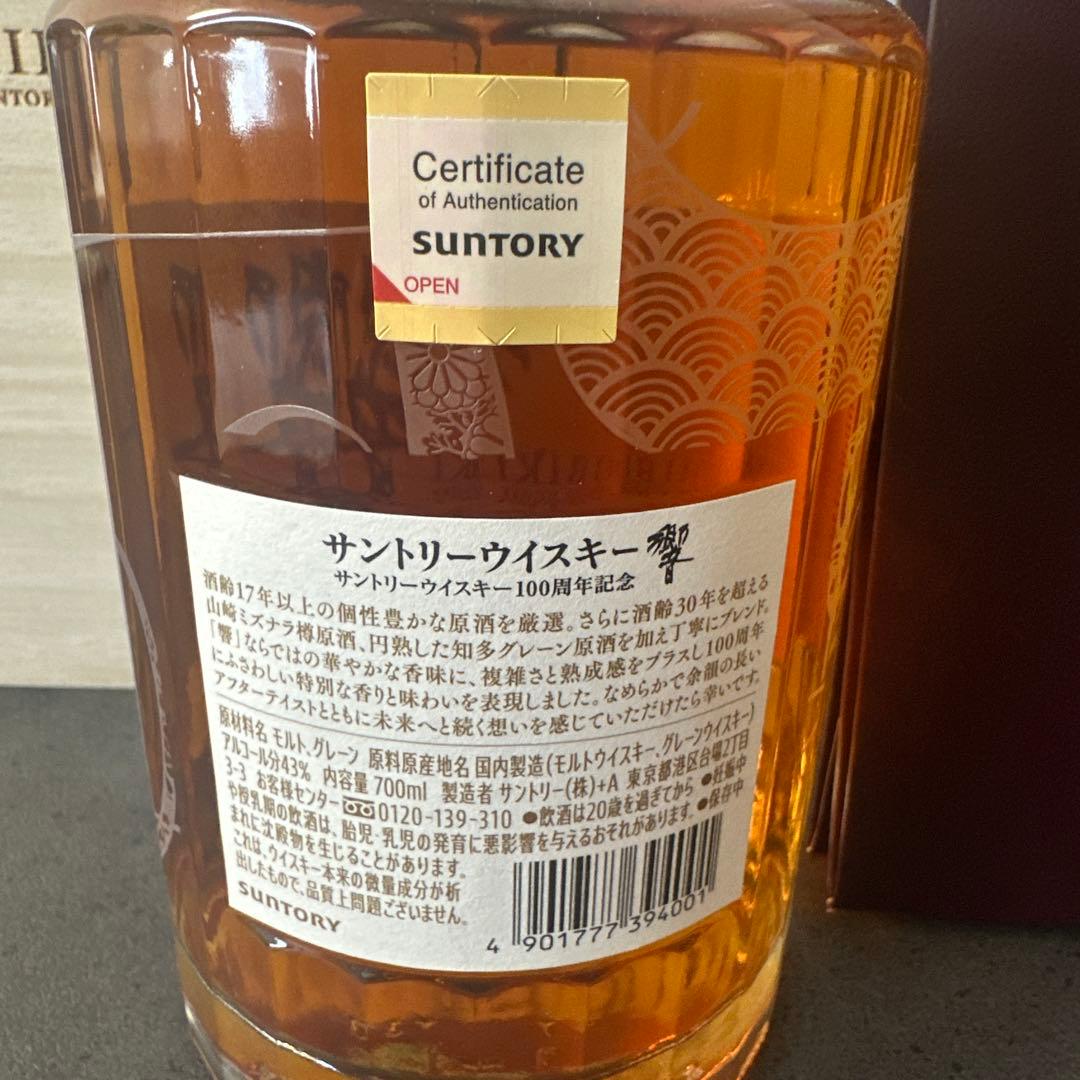 Certificate
of Authentication
SUNTORY
OPEN
サントリーウイスキー 響
サントリーウイスキー100周年記念
酒齢17年以上の個性豊かな原酒を厳選。さらに酒齢30年を超える
山崎ミズナラ樽原酒、円熟した知多グレーン原酒を加え丁寧にブレンド。
「響」ならではの華やかな香味に、複雑さと熟成感をプラスし100周年
にふさわしい特別な香りと味わいを表現しました。なめらかで余韻の長い
アフターテイストとともに未来へと続く想いを感じていただけたら幸いです。
原材料名 モルト、グレーン 原料原産地名 国内製造(モルトウイスキー、グレーンウイスキー)
アルコール分43% 内容量 700ml 製造者 サントリー(株)+A 東京都港区台場2丁目
3-3 お客様センター 0120-139-310 ●飲酒は20歳を過ぎてから ●妊娠中
や授乳期の飲酒は、胎児・乳児の発育に悪影響を与えるおそれがあります。 ●保存中
まれに沈殿物を生じることがあります。
これは、ウイスキー本来の微量成分が析
出したもので、品質上問題ございません。
SUNTORY
4 901777 394001